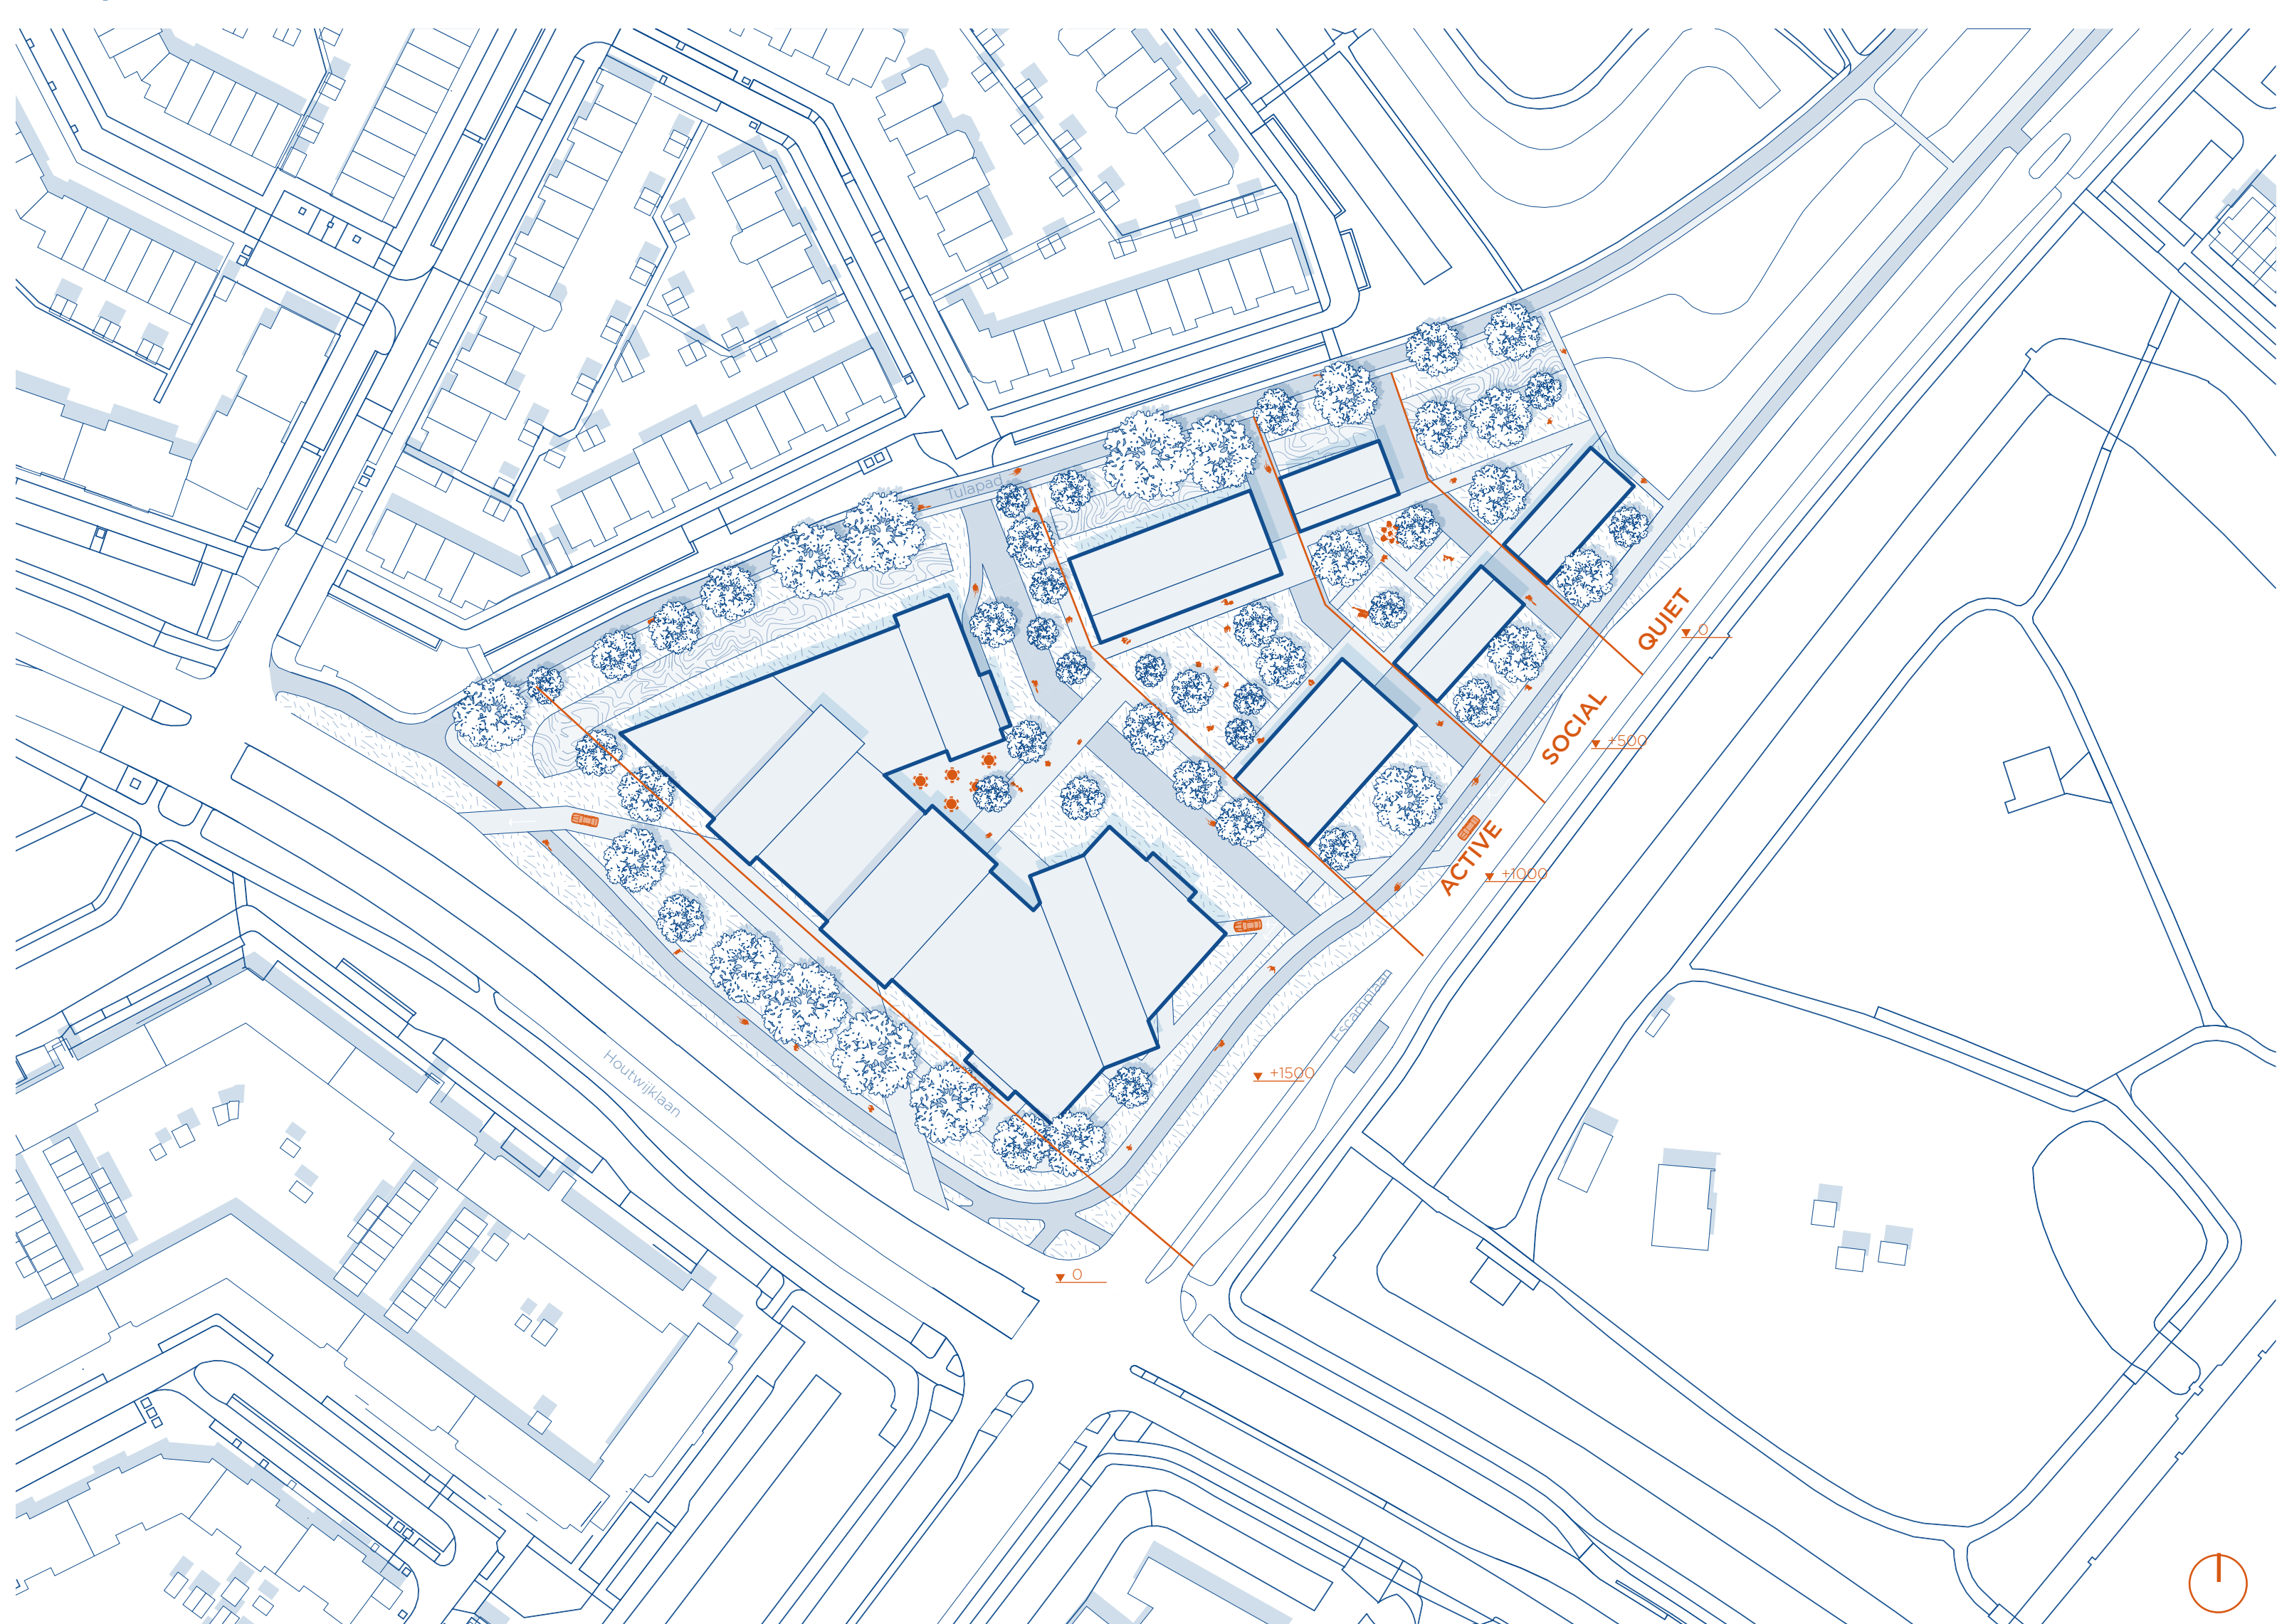 Tulapad
QUIET
0
SOCIAL
+500
ACTIVE
+1000
Escamplaan
+1500
Houtwijklaan
0